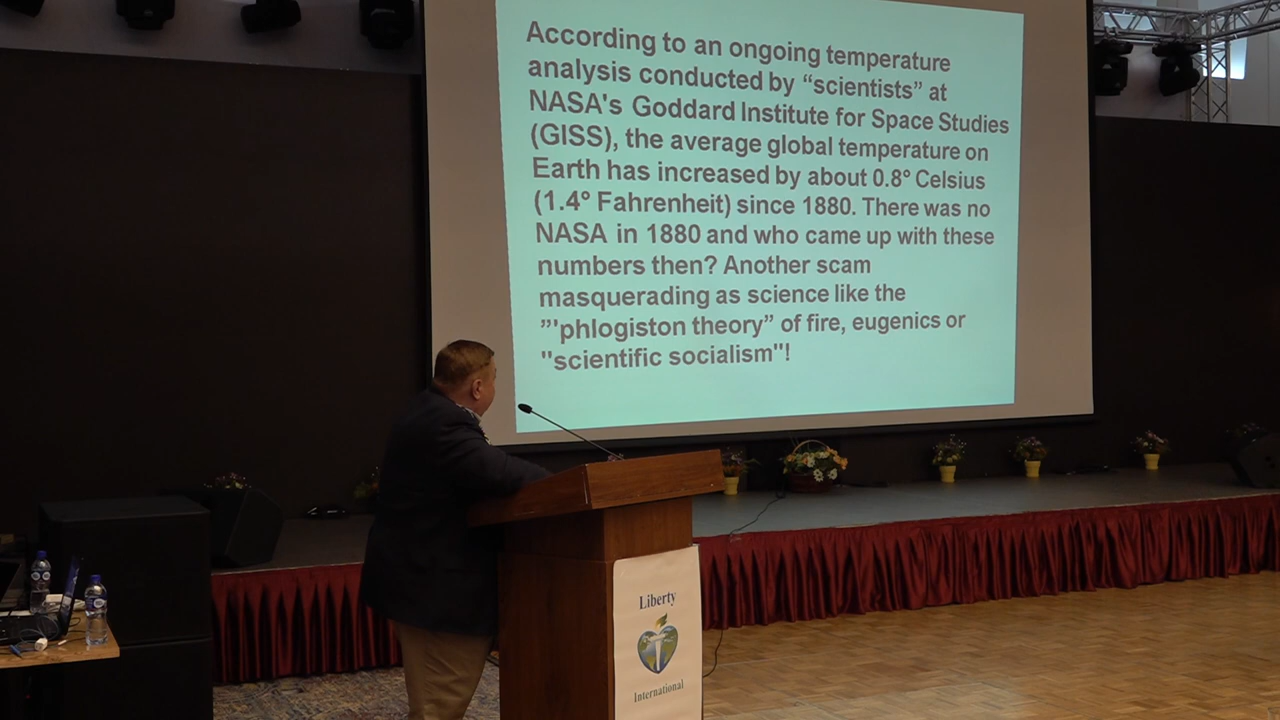 According to an ongoing temperature
analysis conducted by “scientists” at
NASA's Goddard Institute for Space Studies
(GISS), the average global temperature on
Earth has increased by about 0.8° Celsius
(1.4° Fahrenheit) since 1880. There was no
NASA in 1880 and who came up with these
numbers then? Another scam
masquerading as science like the
”'phlogiston theory” of fire, eugenics or
"scientific socialism"!
Liberty
International